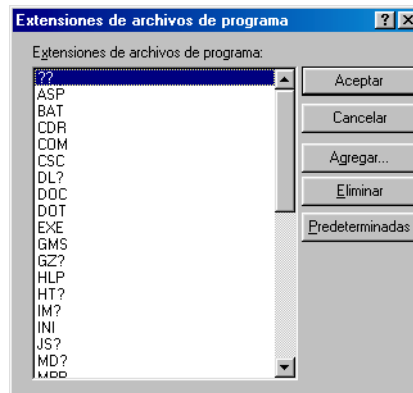 Extensiones de archivos de programa
Extensiones de archivos de programa:
??
ASP
BAT
CDR
COM
CSC
DL?
DOC
DOT
EXE
GMS
GZ?
HLP
HT?
IM?
INI
JS?
MD?
Aceptar
Cancelar
Agregar...
Eliminar
Predeterminadas